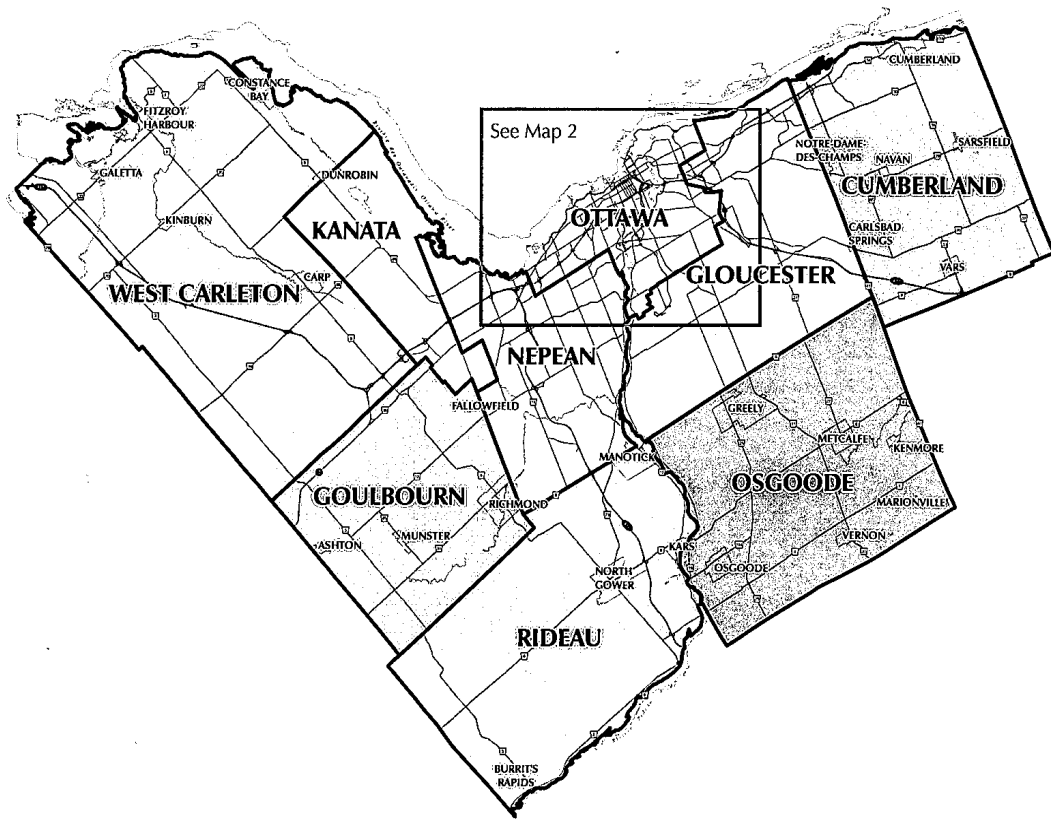 CUMBERLAND
CONSTANCE
BAY
FITZROY
HARBOUR
See Map 2
NOTRE-DAME-
DES-CHAMPS
SARSFIELD
NAVAN
GALETTA
DUNROBIN
CUMBERLAND
KINBURN
KANATA
OTTAWA
CARLSBAD
SPRINGS
GLOUCESTER
VARS
CARP
WEST CARLETON
NEPEAN
FALLOWFIELD
GREELY
METCALFE
KENMORE
MANOTICK
OSGOODE
GOULBOURN
RICHMOND
MARIONVILLE
MUNSTER
VERNON
ASHTON
KARS
OSGOODE
NORTH
GOWER
RIDEAU
BURRIT'S
RAPIDS